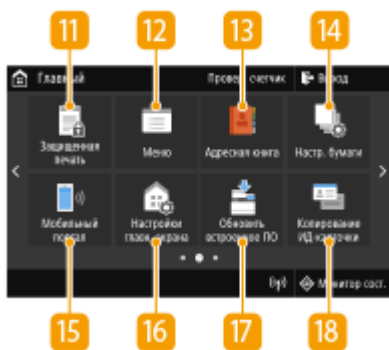 11 12 13 14
Главный Провер. счетчик Выход
Защищенная печать
Меню
Адресная книга
Настр. бумаги
Мобильный портал
Настройки главн. экрана
Обновить встроенное ПО
Копирование ИД-карточки
Монитор сост.
15 16 17 18